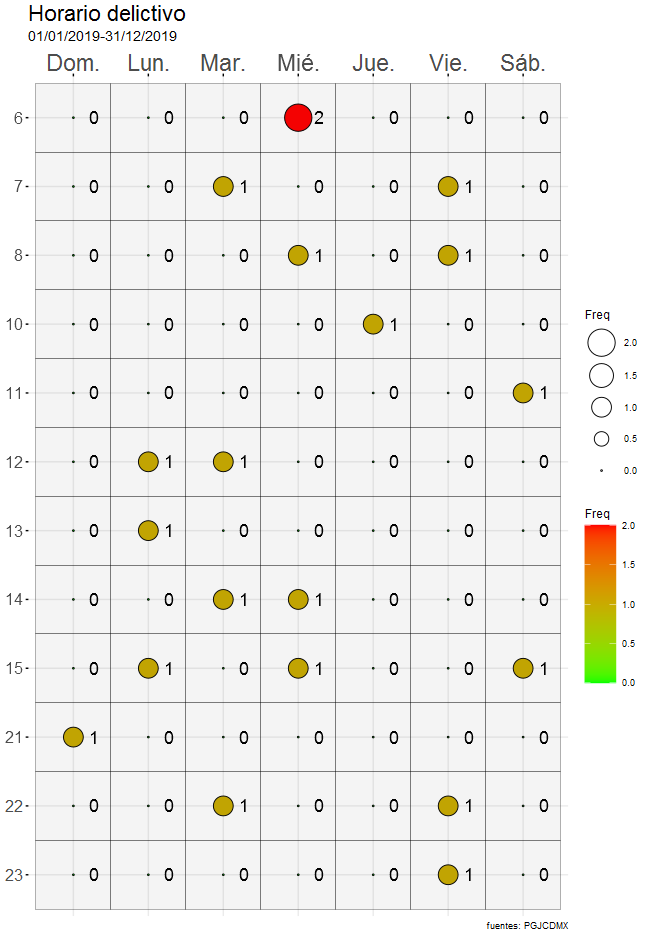 Horario delictivo
01/01/2019-31/12/2019
Dom. Lun. Mar. Mié. Jue. Vie. Sáb.
6 0 0 0 2 0 0 0
7 0 0 1 0 0 1 0
8 0 0 0 1 0 1 0
10 0 0 0 0 1 0 0
11 0 0 0 0 0 0 1
12 0 1 1 0 0 0 0
13 0 1 0 0 0 0 0
14 0 0 1 1 0 0 0
15 0 1 0 1 0 0 1
21 1 0 0 0 0 0 0
22 0 0 1 0 0 1 0
23 0 0 0 0 0 1 0
Freq
2.0
1.5
1.0
0.5
0.0
Freq
2.0
1.5
1.0
0.5
0.0
fuentes: PGJCDMX